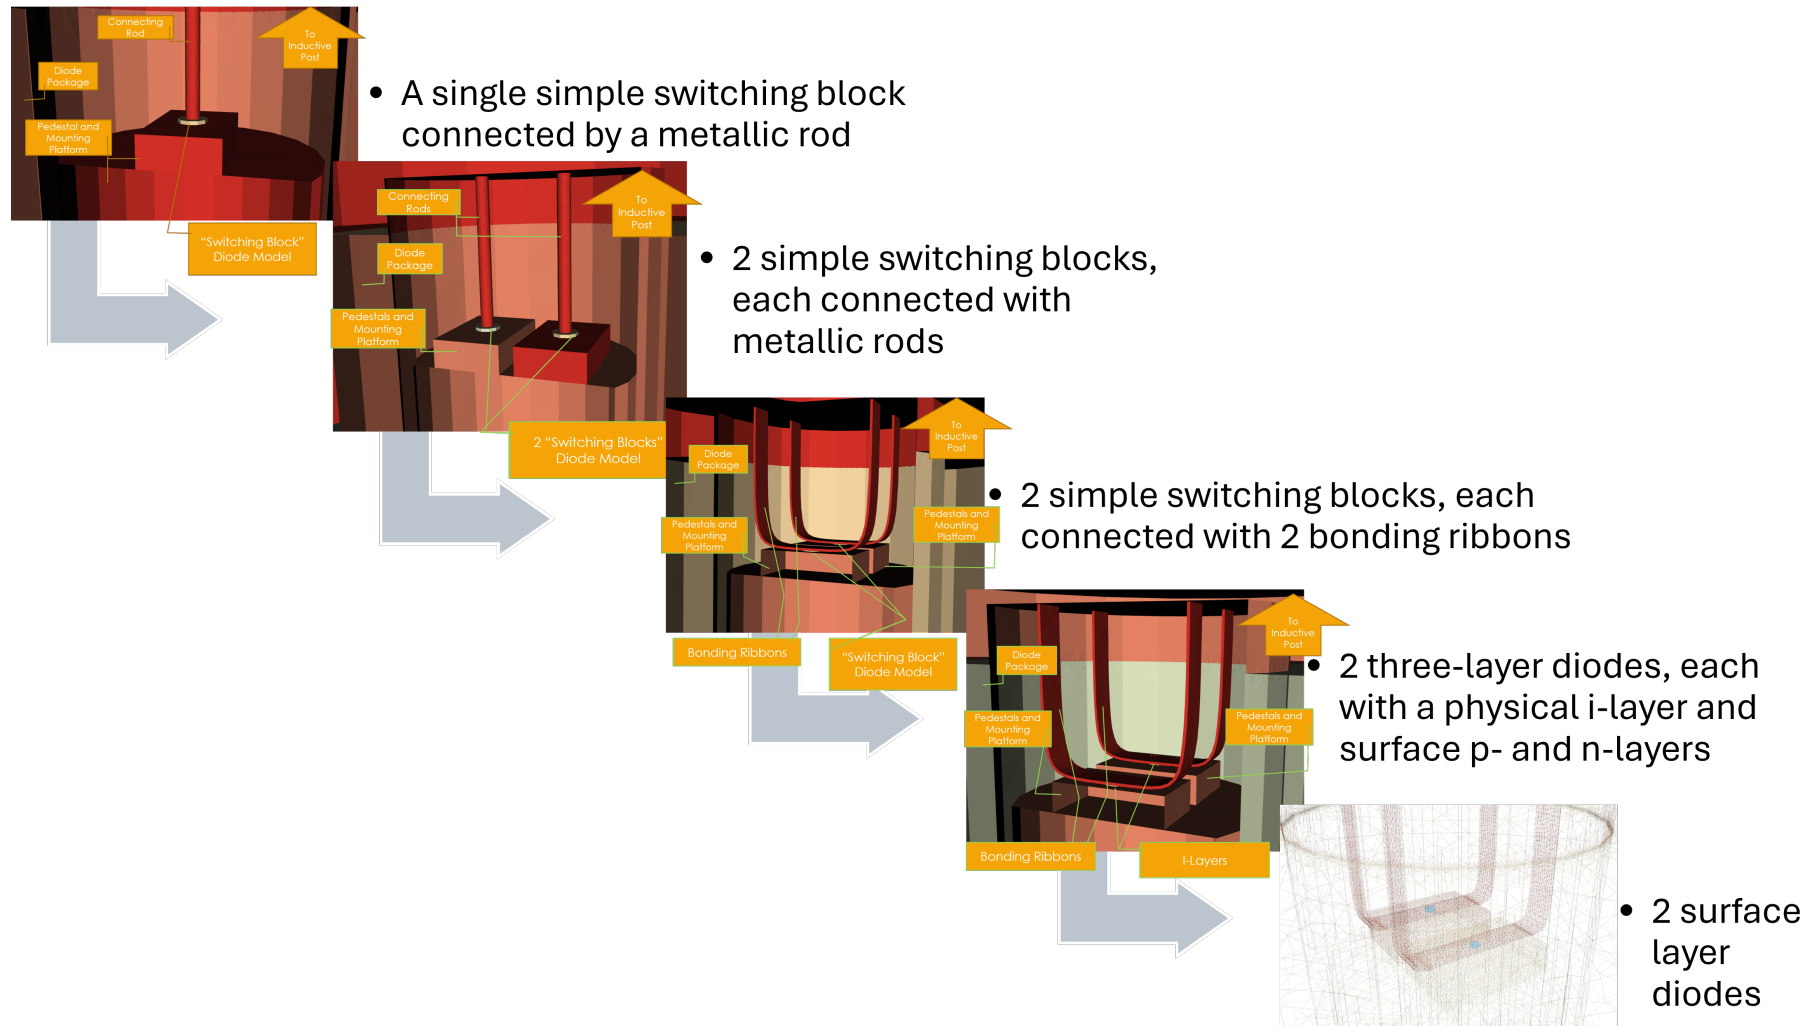 Connecting
Rod
To
Inductive
Post
Diode
Package
Pedestal and
Mounting
Platform
“Switching Block”
Diode Model
• A single simple switching block
connected by a metallic rod
Connecting
Rods
To
Inductive
Post
Diode
Package
Pedestals and
Mounting
Platform
2 “Switching Blocks”
Diode Model
• 2 simple switching blocks,
each connected with
metallic rods
To
Inductive
Post
Diode
Package
Pedestals and
Mounting
Platform
Pedestals and
Mounting
Platform
Bonding Ribbons
“Switching Block”
Diode Model
• 2 simple switching blocks, each
connected with 2 bonding ribbons
To
Inductive
Post
Diode
Package
Pedestals and
Mounting
Platform
Pedestals and
Mounting
Platform
Bonding Ribbons
I-Layers
• 2 three-layer diodes, each
with a physical i-layer and
surface p- and n-layers
• 2 surface
layer
diodes